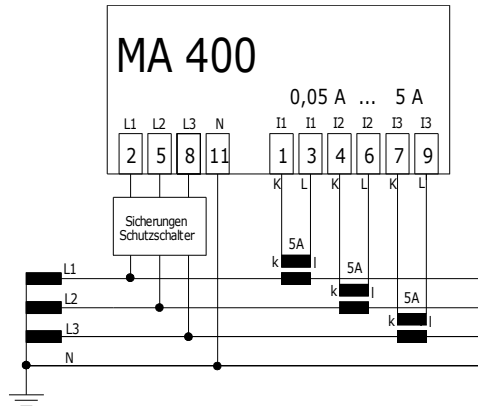 MA 400
0,05 A ... 5 A
L1 L2 L3 N I1 I1 I2 I2 I3 I3
2 5 8 11 1 3 4 6 7 9
K L K L K L
Sicherungen
Schutzschalter
5A
k l
L1
5A
k l
L2
5A
k l
L3
N